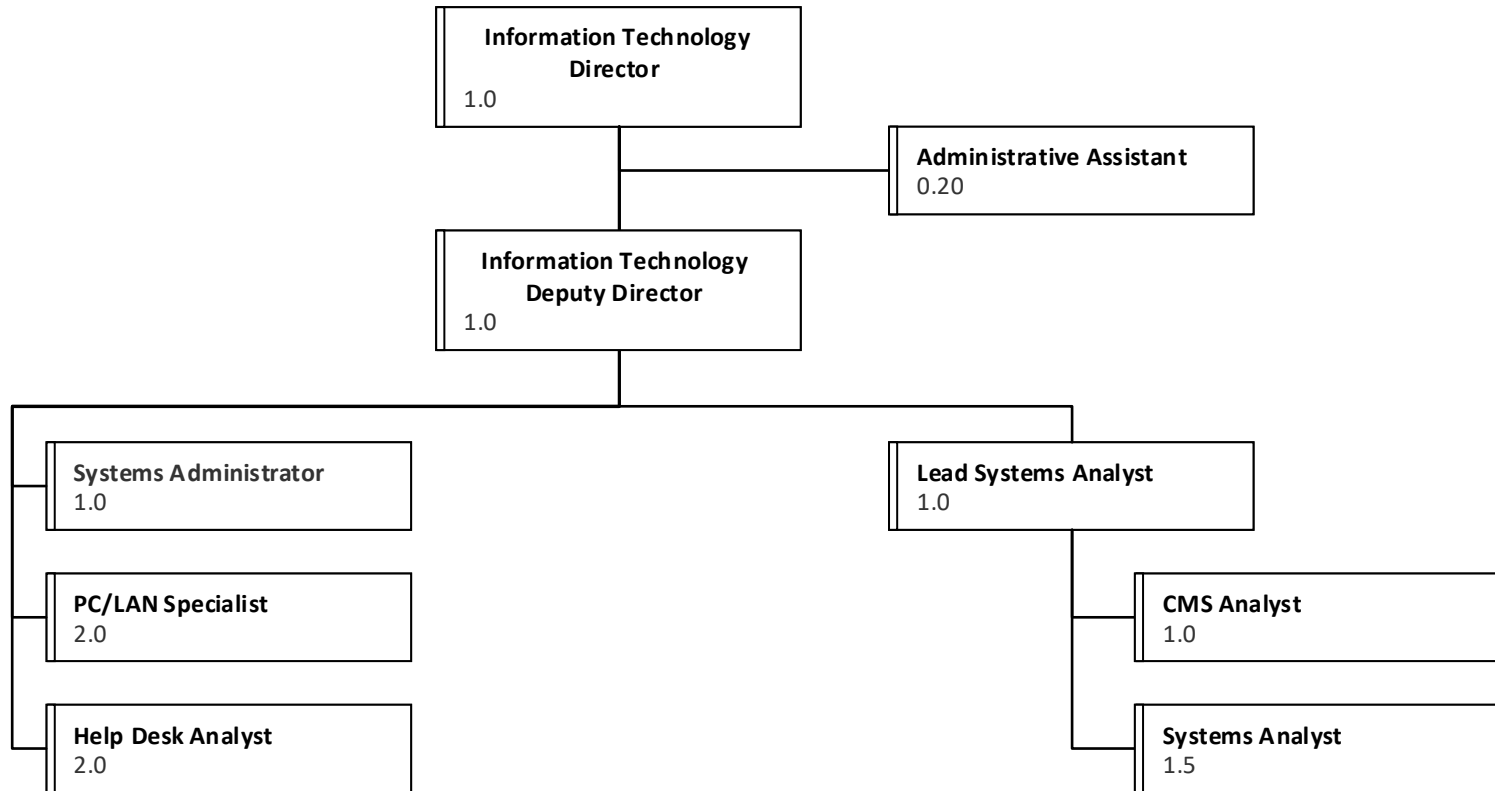 Information Technology
Director
1.0
Administrative Assistant
0.20
Information Technology
Deputy Director
1.0
Systems Administrator
1.0
Lead Systems Analyst
1.0
PC/LAN Specialist
2.0
CMS Analyst
1.0
Help Desk Analyst
2.0
Systems Analyst
1.5